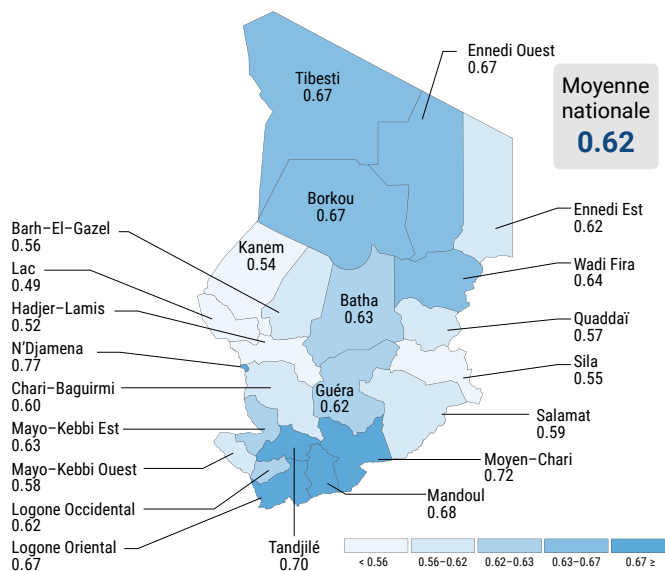 Ennedi Ouest
0.67
Tibesti
0.67
Moyenne
nationale
0.62
Borkou
0.67
Ennedi Est
0.62
Barh–El–Gazel
0.56
Kanem
0.54
Wadi Fira
0.64
Lac
0.49
Batha
0.63
Hadjer–Lamis
0.52
Quaddaï
0.57
N'Djamena
0.77
Sila
0.55
Chari–Baguirmi
0.60
Guéra
0.62
Salamat
0.59
Mayo–Kebbi Est
0.63
Moyen–Chari
0.72
Mayo–Kebbi Ouest
0.58
Mandoul
0.68
Logone Occidental
0.62
Logone Oriental
0.67
Tandjilé
0.70
< 0.56
0.56–0.62
0.62–0.63
0.63–0.67
0.67 ≥